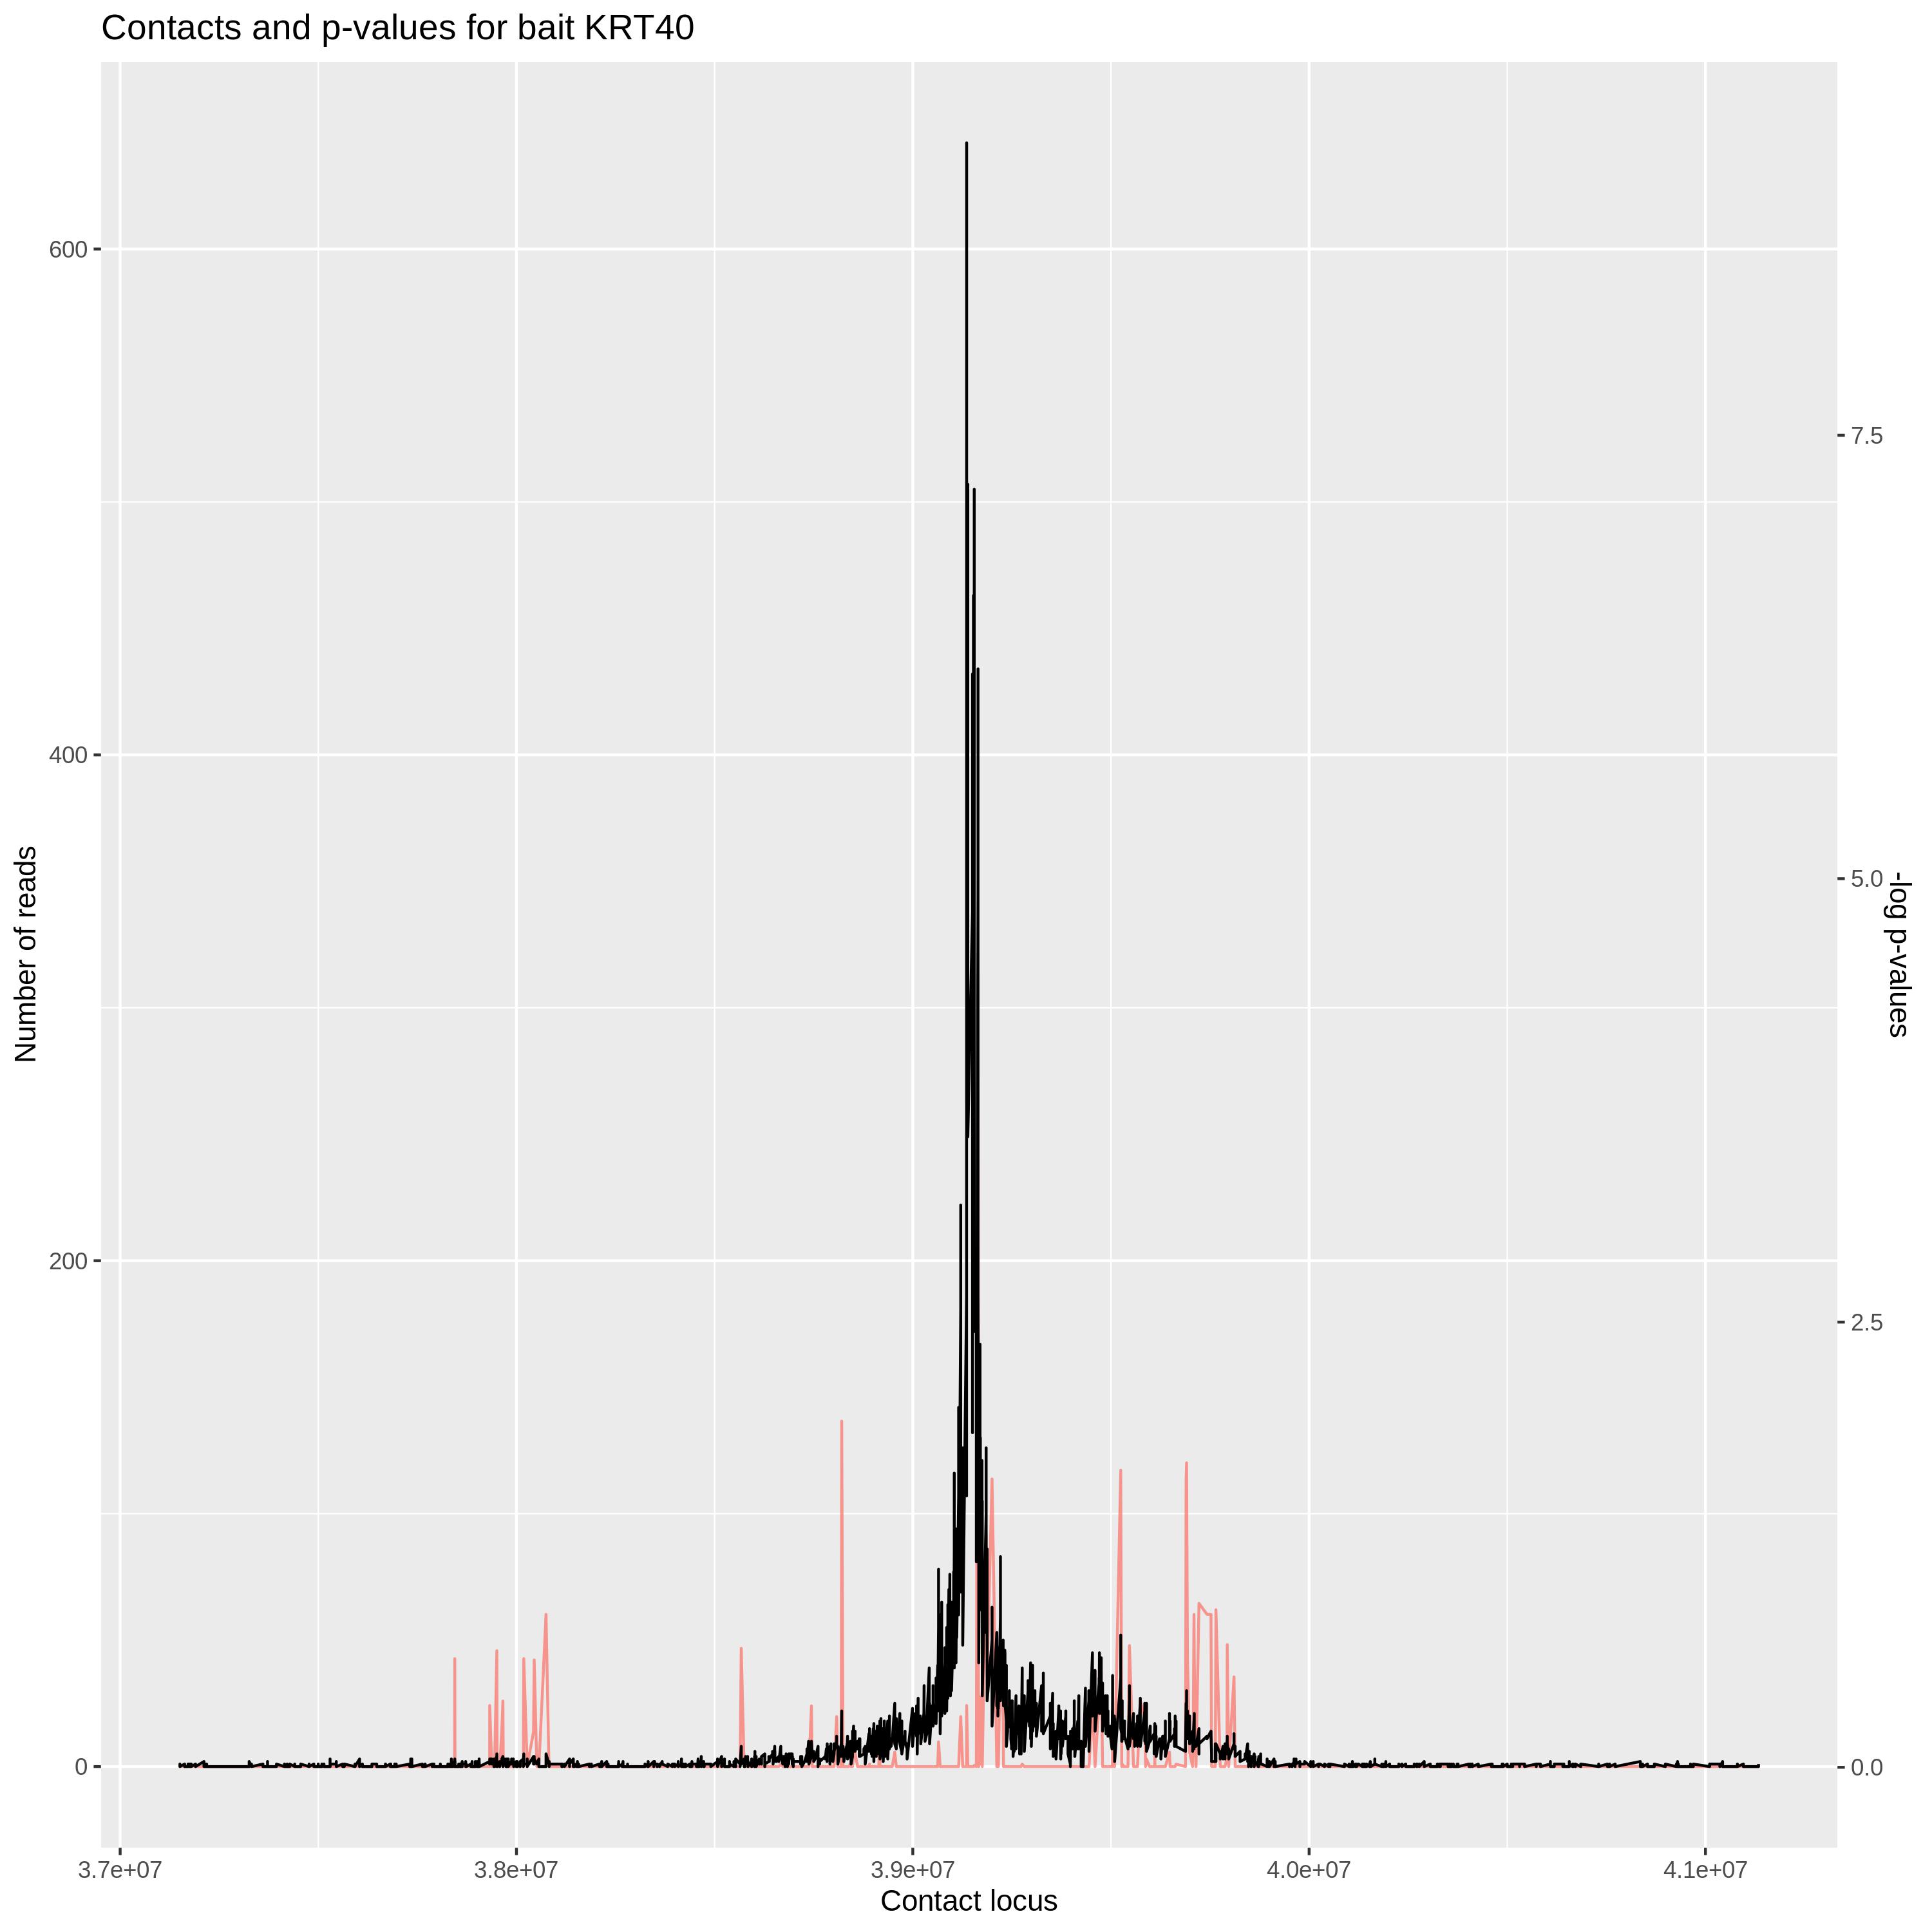 Contacts and p-values for bait KRT40
600
400
200
0
Number of reads
7.5
5.0
2.5
0.0
-log p-values
3.7e+07 3.8e+07 3.9e+07 4.0e+07 4.1e+07
Contact locus